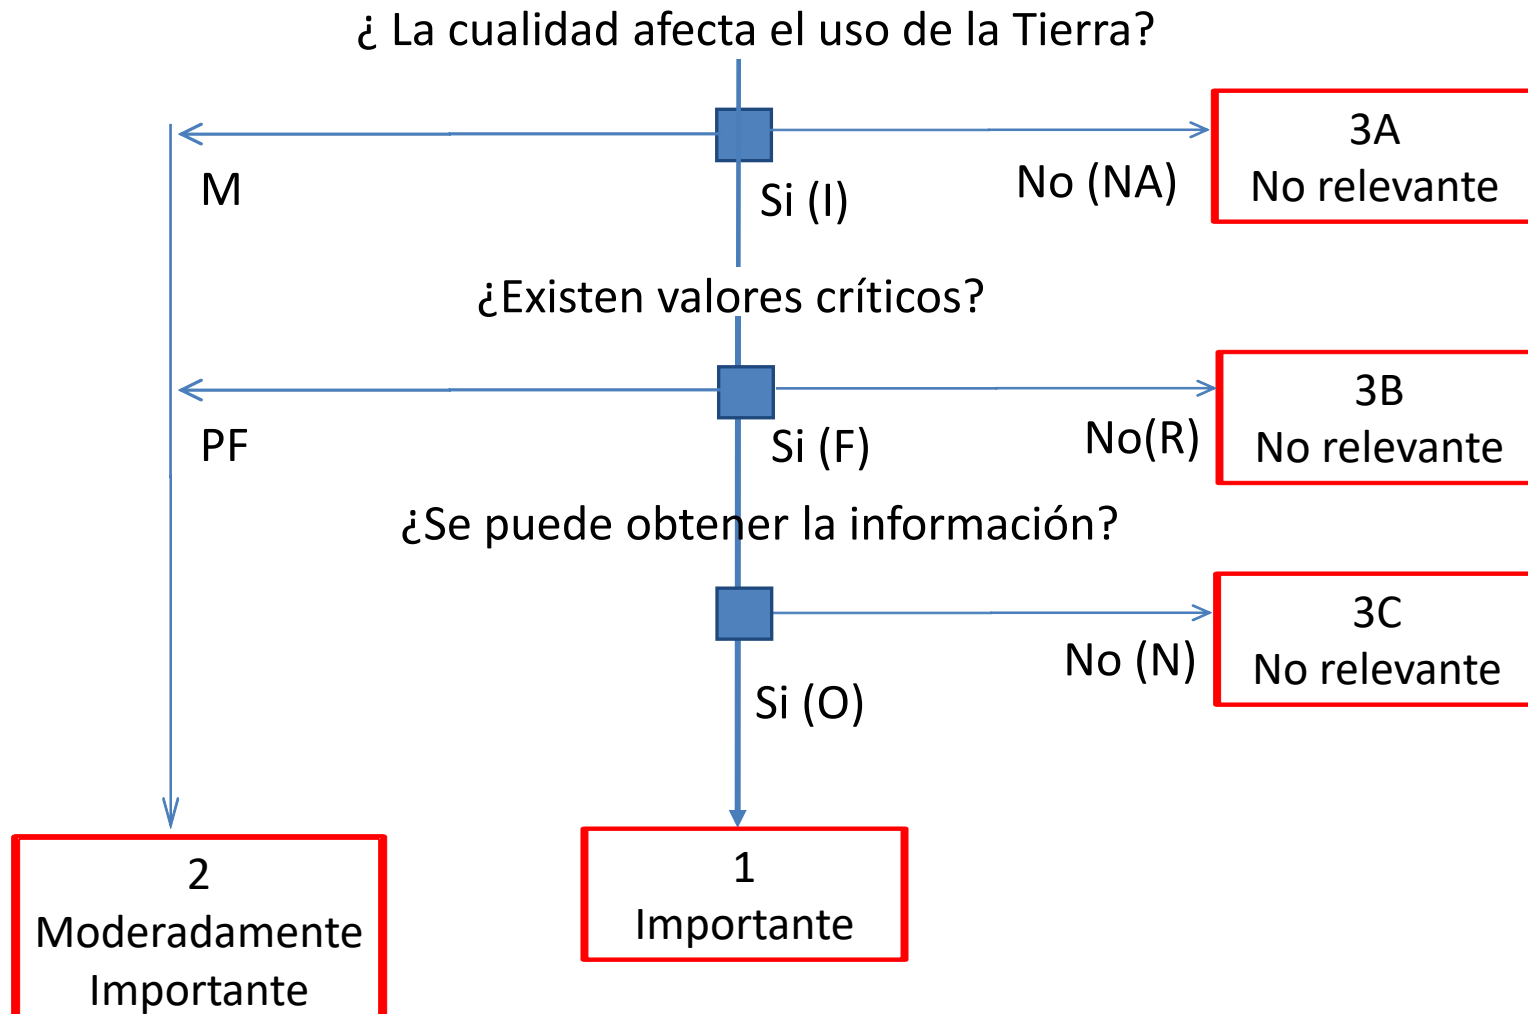 ¿ La cualidad afecta el uso de la Tierra?
M
Si (I)
No (NA)
3A
No relevante
¿Existen valores críticos?
PF
Si (F)
No(R)
3B
No relevante
¿Se puede obtener la información?
Si (O)
No (N)
3C
No relevante
2
Moderadamente
Importante
1
Importante